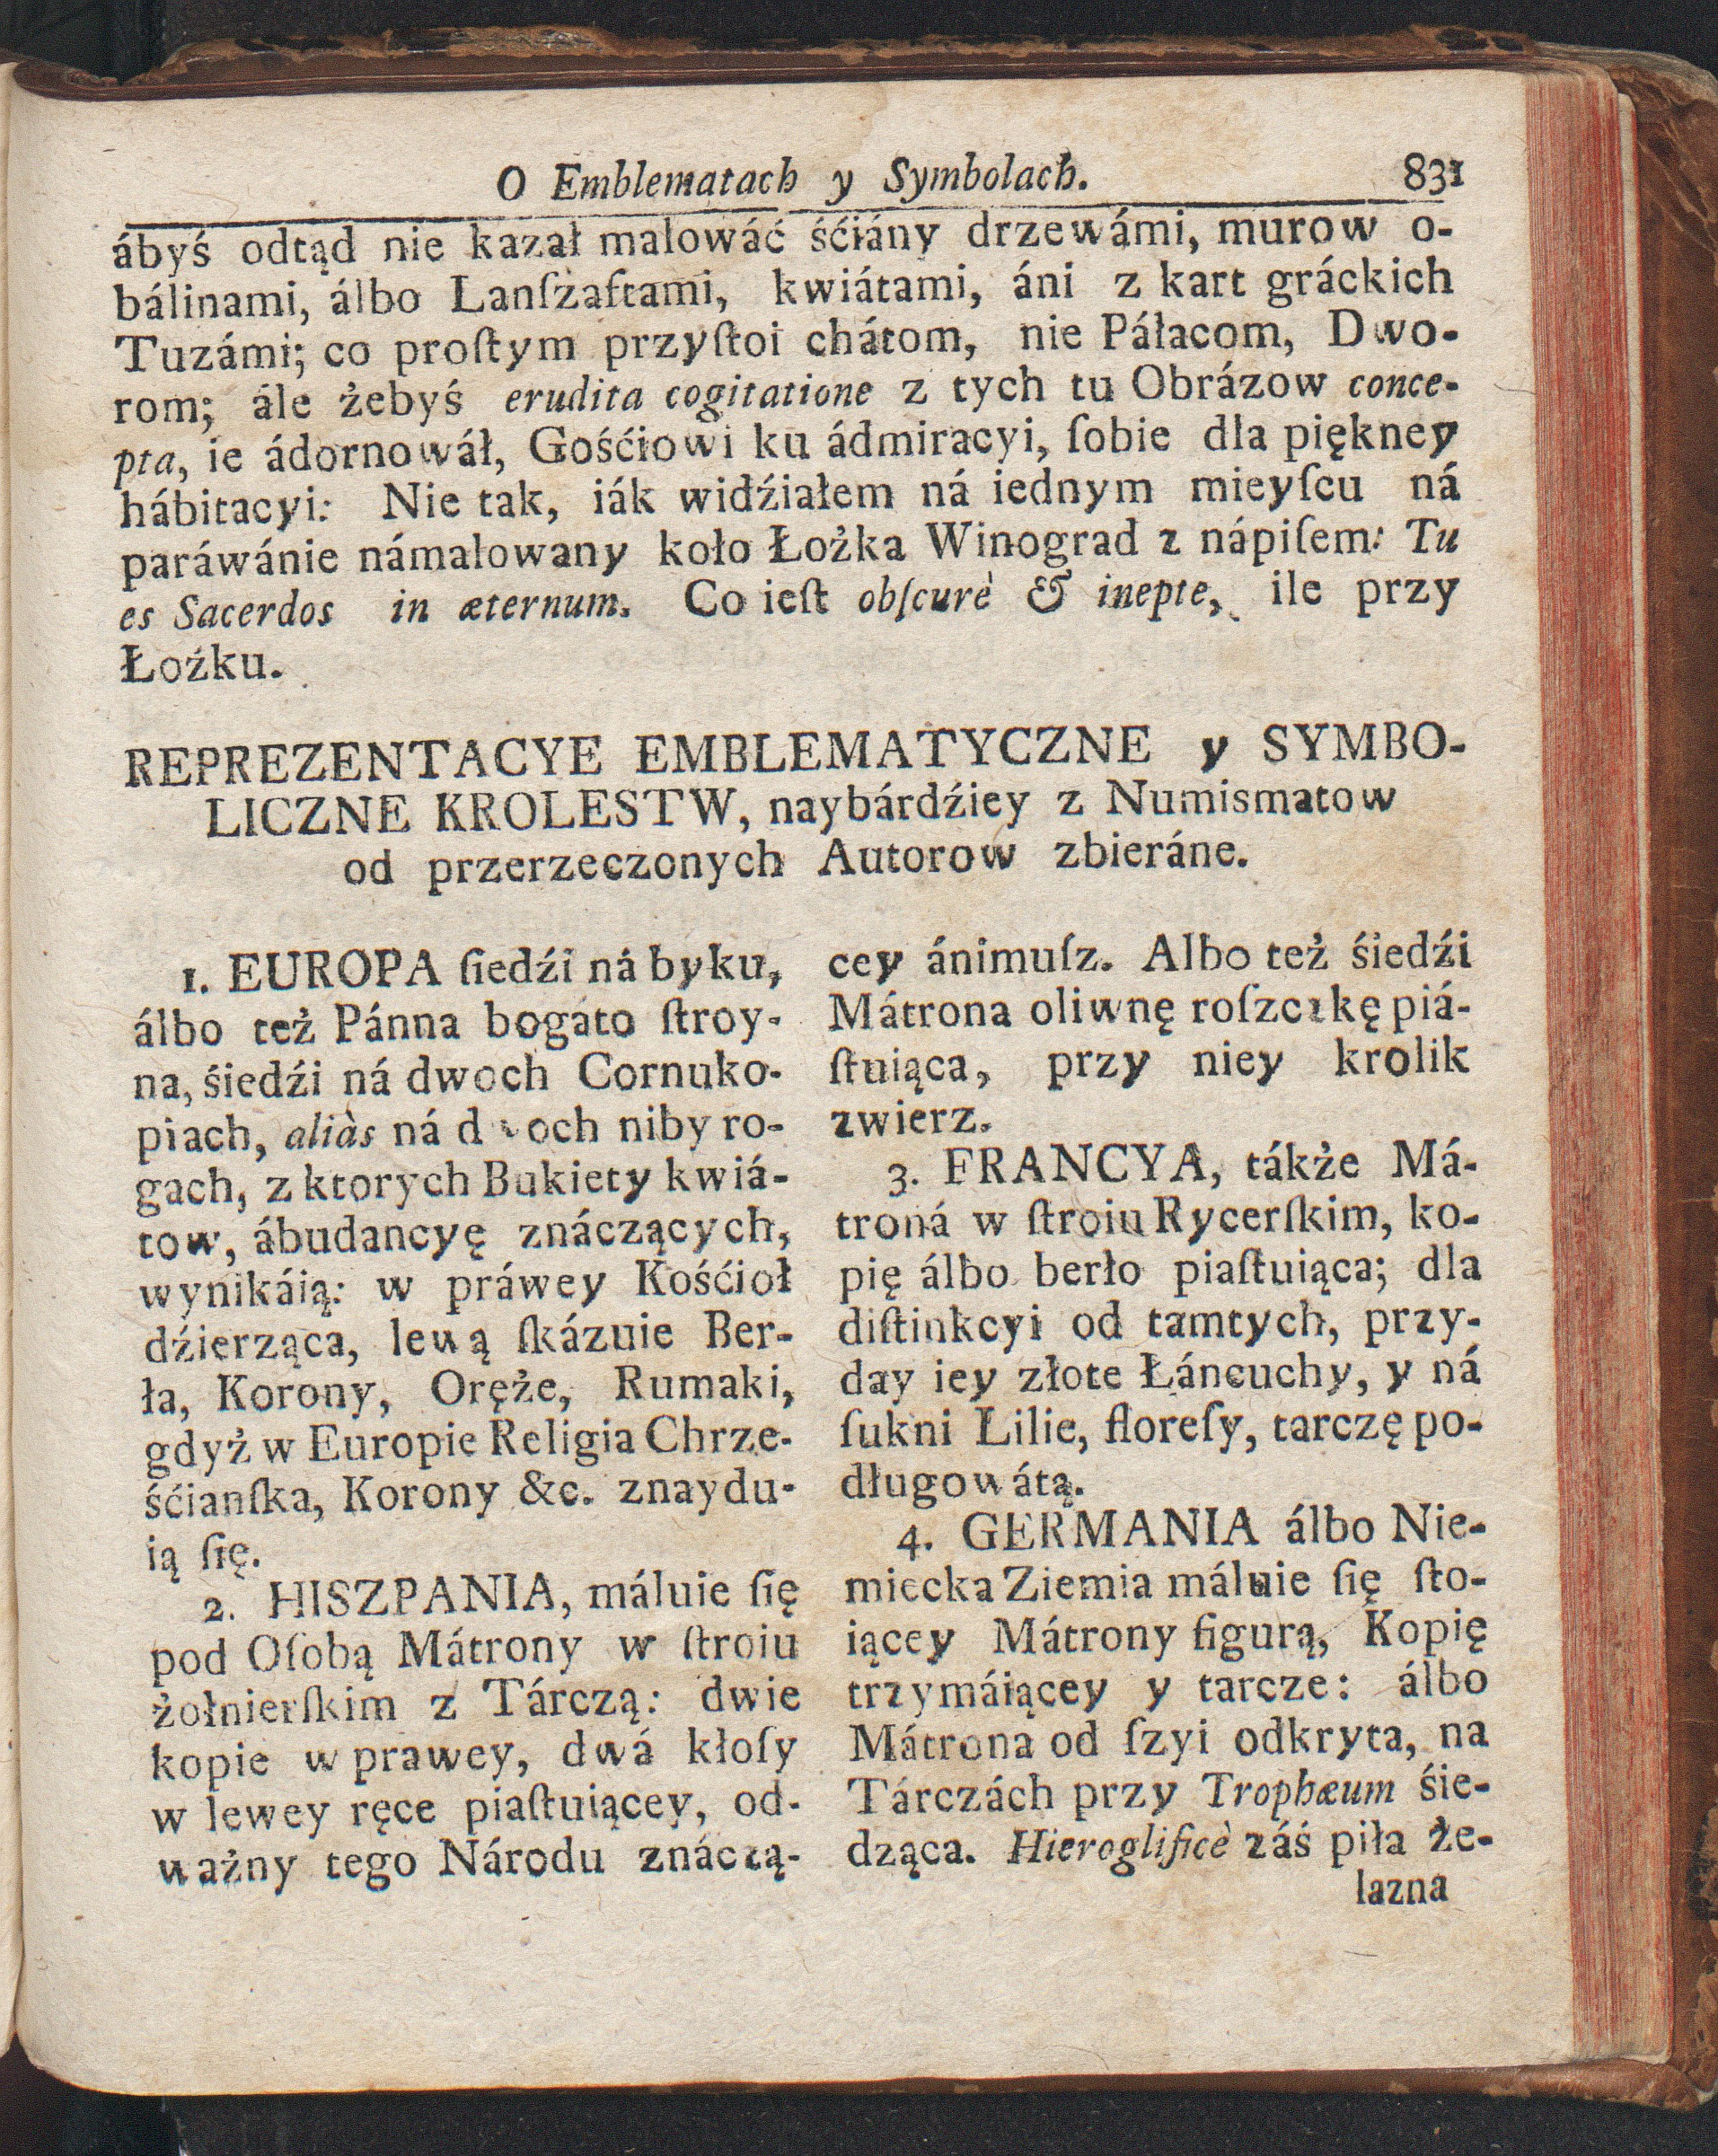 O Emblematach y Symbolach. 831
ábyś odtąd nie kazał malowáć śćiány drzewámi, murow o-
bálinami, álbo Lanſzaftami, kwiátami, áni z kart gráckich
Tuzámi; co proſtym przyſtoi chátom, nie Páłacom, Dwo-
rom; ále żebyś erudita cogitatione z tych tu Obrázow conce-
pta, ie ádornowáł, Gośćiowi ku ádmiracyi, ſobie dla piękney
hábitacyi: Nie tak, iák widźiałem ná iednym mieyſcu ná
paráwánie námalowany koło Łożka Winograd z nápiſem: Tu
es Sacerdos in æternum. Co ieſt obſcurè & inepte, ile przy
Łoźku.
REPREZENTACYE EMBLEMATYCZNE y SYMBO-
LICZNE KROLESTW, naybárdźiey z Numismatow
od przerzeczonych Autorow zbieráne.
1. EUROPA ſiedźi ná byku,
álbo też Pánna bogáto ſtroy-
na, śiedźi ná dwoch Cornuko-
piach, aliàs ná dwoch niby ro-
gach, z ktorych Bukiety kwiá-
tow, ábudancyę znáczących,
wynikáią: w práwey Kośćioł
dźierząca, lewą ſkázuie Ber-
ła, Korony, Oręże, Rumaki,
gdyż w Europie Religia Chrze-
śćianſka, Korony &c. znaydu-
ią ſię.
2. HISZPANIA, máluie ſię
pod Oſobą Mátrony w ſtroiu
żołnierſkim z Tárczą: dwie
kopie w prawey, dwá kłoſy
w lewey ręce piaſtuiącey, od-
ważny tego Národu znáczą-
cey ánimuſz. Albo też śiedźi
Mátrona oliwnę roſzczkę piá-
ſtuiąca, przy niey krolik
zwierz.
3. FRANCYA, tákże Má-
troná w ſtroiu Rycerſkim, ko-
pię álbo berło piaſtuiąca; dla
diſtinkcyi od tamtych, przy-
day iey złote Łáncuchy, y ná
ſukni Lilie, floreſy, tarczę po-
długowátą.
4. GERMANIA álbo Nie-
miecka Ziemia máluie ſię ſto-
iącey Mátrony figurą, Kopię
trzymáiącey y tarcze: álbo
Mátrona od ſzyi odkryta, na
Tárczách przy Trophæum śie-
dząca. Hieroglificè záś piła że-
lazna